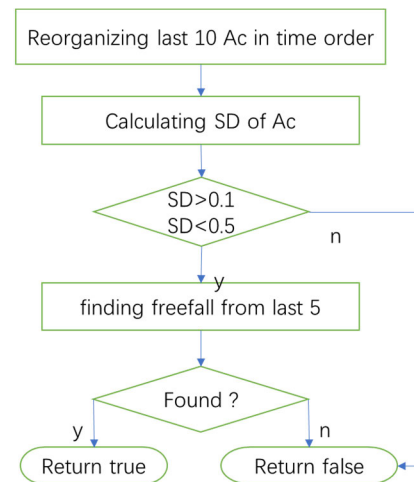 Reorganizing last 10 Ac in time order
Calculating SD of Ac
SD>0.1
SD<0.5
n
y
finding freefall from last 5
Found ?
y
n
Return true
Return false